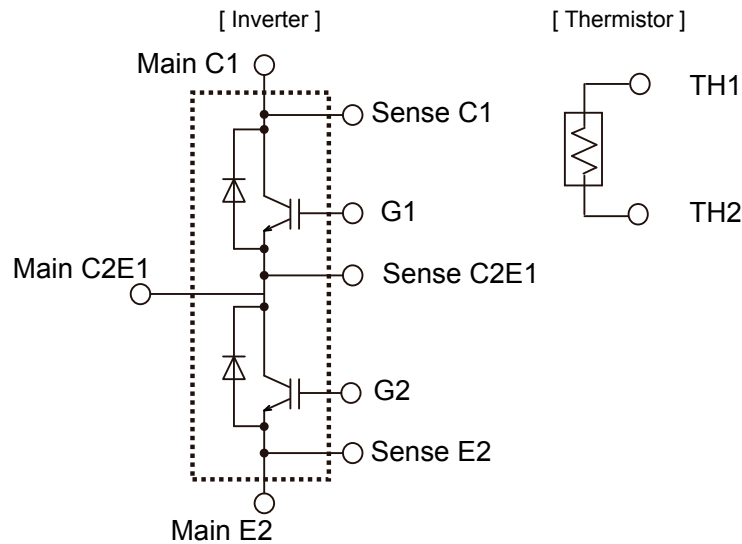 [ Inverter ]
[ Thermistor ]
Main C1
TH1
Sense C1
G1
TH2
Main C2E1
Sense C2E1
G2
Sense E2
Main E2